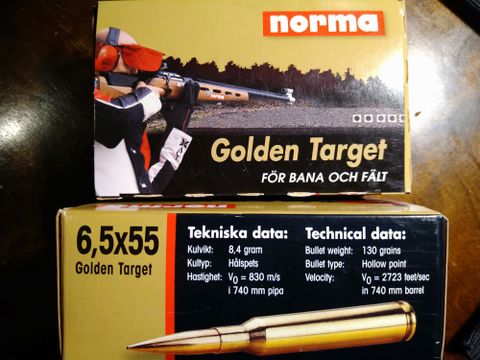 norma
Golden Target
FÖR BANA OCH FÄLT
norma
6,5x55
Golden Target
Tekniska data:
Kulvikt: 8,4 gram
Kultyp: Hålspets
Hastighet: V₀ = 830 m/s
i 740 mm pipa
Technical data:
Bullet weight: 130 grains
Bullet type: Hollow point
Velocity: V₀ = 2723 feet/sec
in 740 mm barrel